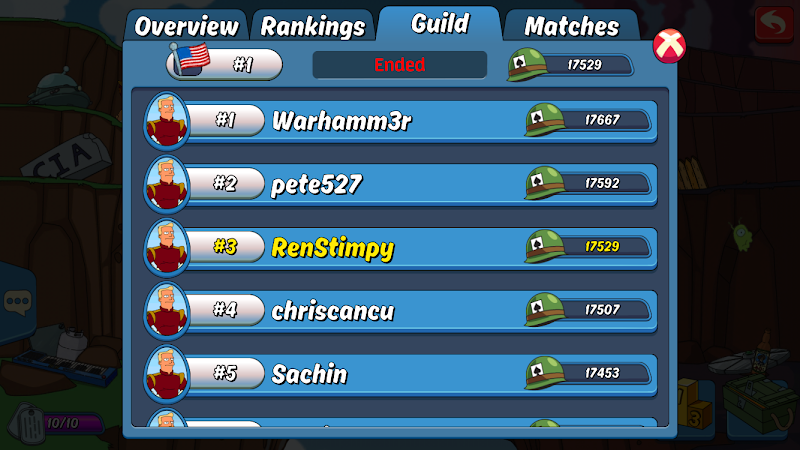 Overview Rankings Guild Matches
#1 Ended 17529
#1 Warhamm3r 17667
#2 pete527 17592
#3 RenStimpy 17529
#4 chriscancu 17507
#5 Sachin 17453
CIA
10/10
3